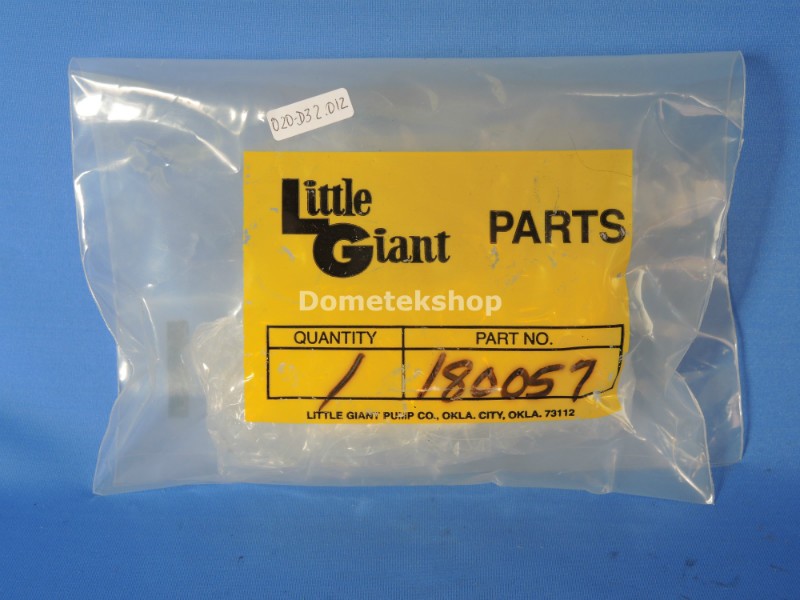 020-D32.012
Little Giant PARTS
Dometekshop
QUANTITY PART NO.
1 180057
LITTLE GIANT PUMP CO., OKLA. CITY, OKLA. 73112